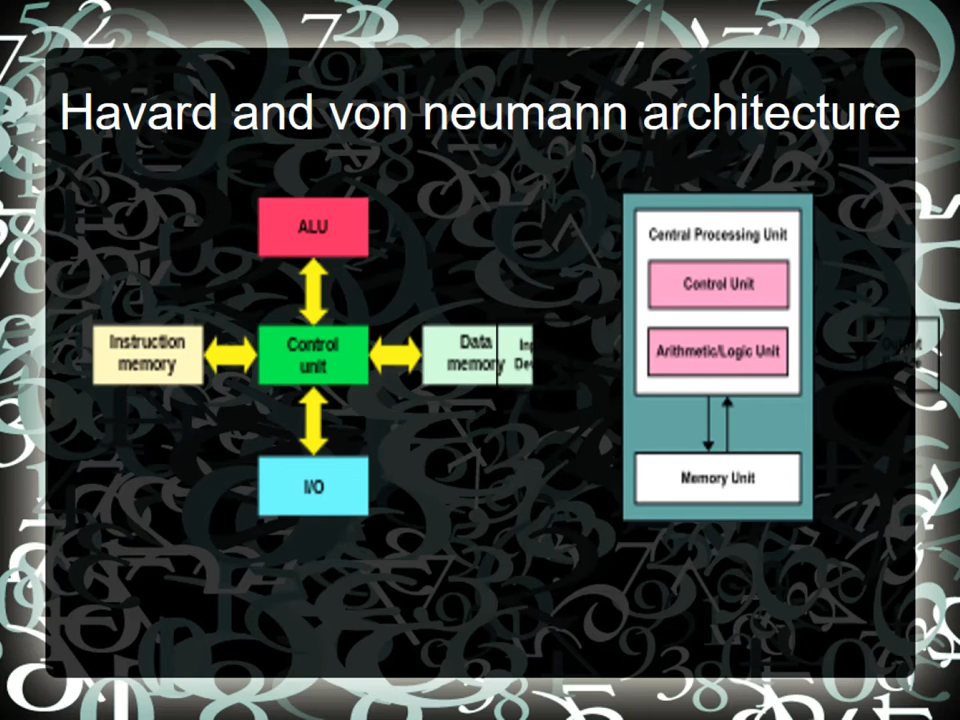 Havard and von neumann architecture
ALU
Instruction
memory
Control
unit
Data
memory
I/O
Central Processing Unit
Control Unit
Arithmetic/Logic Unit
Memory Unit